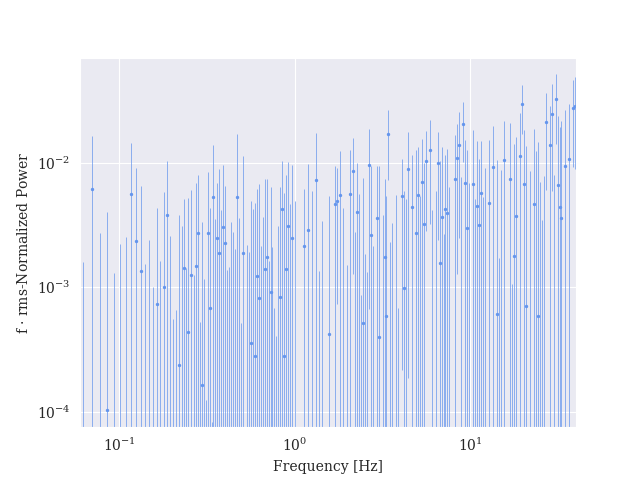 f · rms-Normalized Power
10⁻²
10⁻³
10⁻⁴
10⁻¹ 10⁰ 10¹
Frequency [Hz]